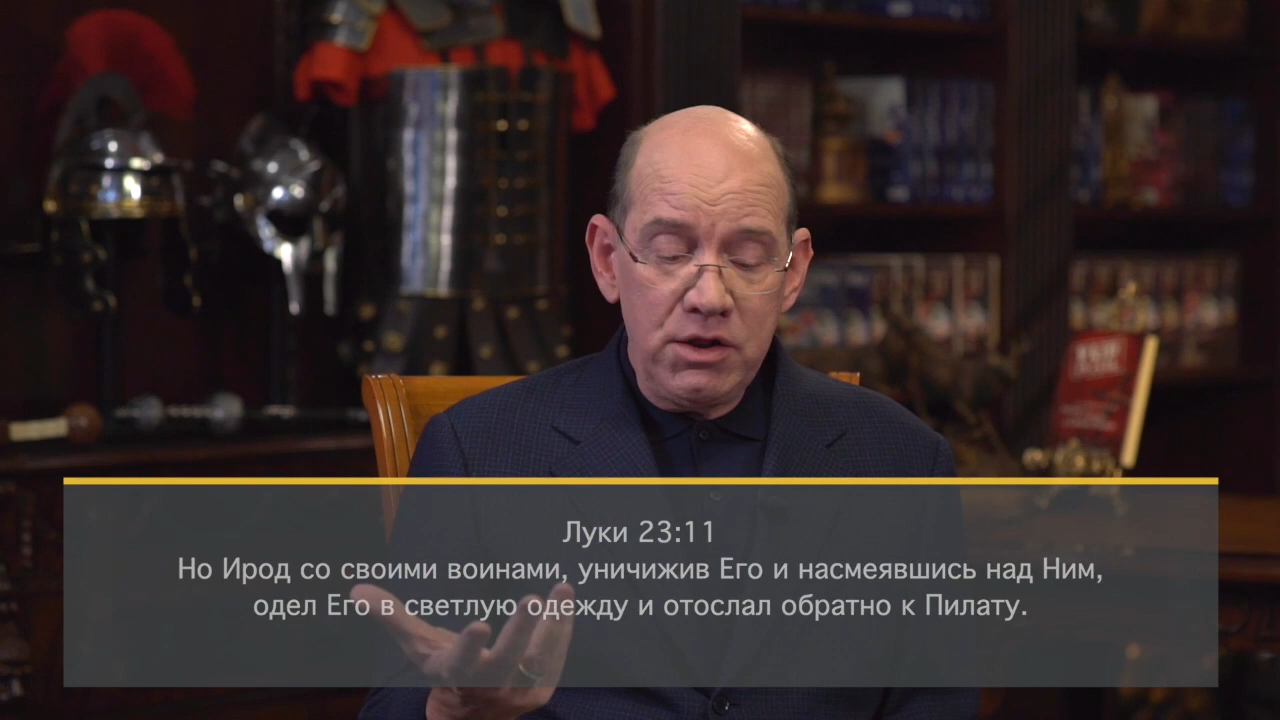 Луки 23:11
Но Ирод со своими воинами, уничижив Его и насмеявшись над Ним,
одел Его в светлую одежду и отослал обратно к Пилату.